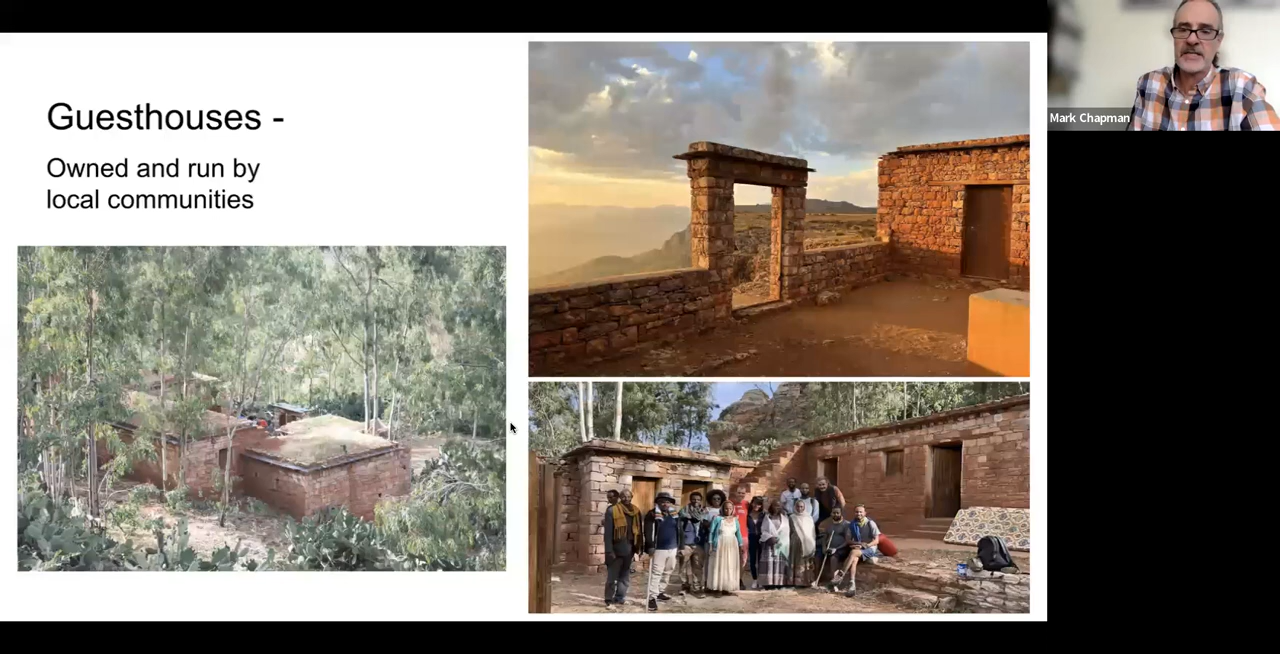 Guesthouses -
Owned and run by
local communities
Mark Chapman